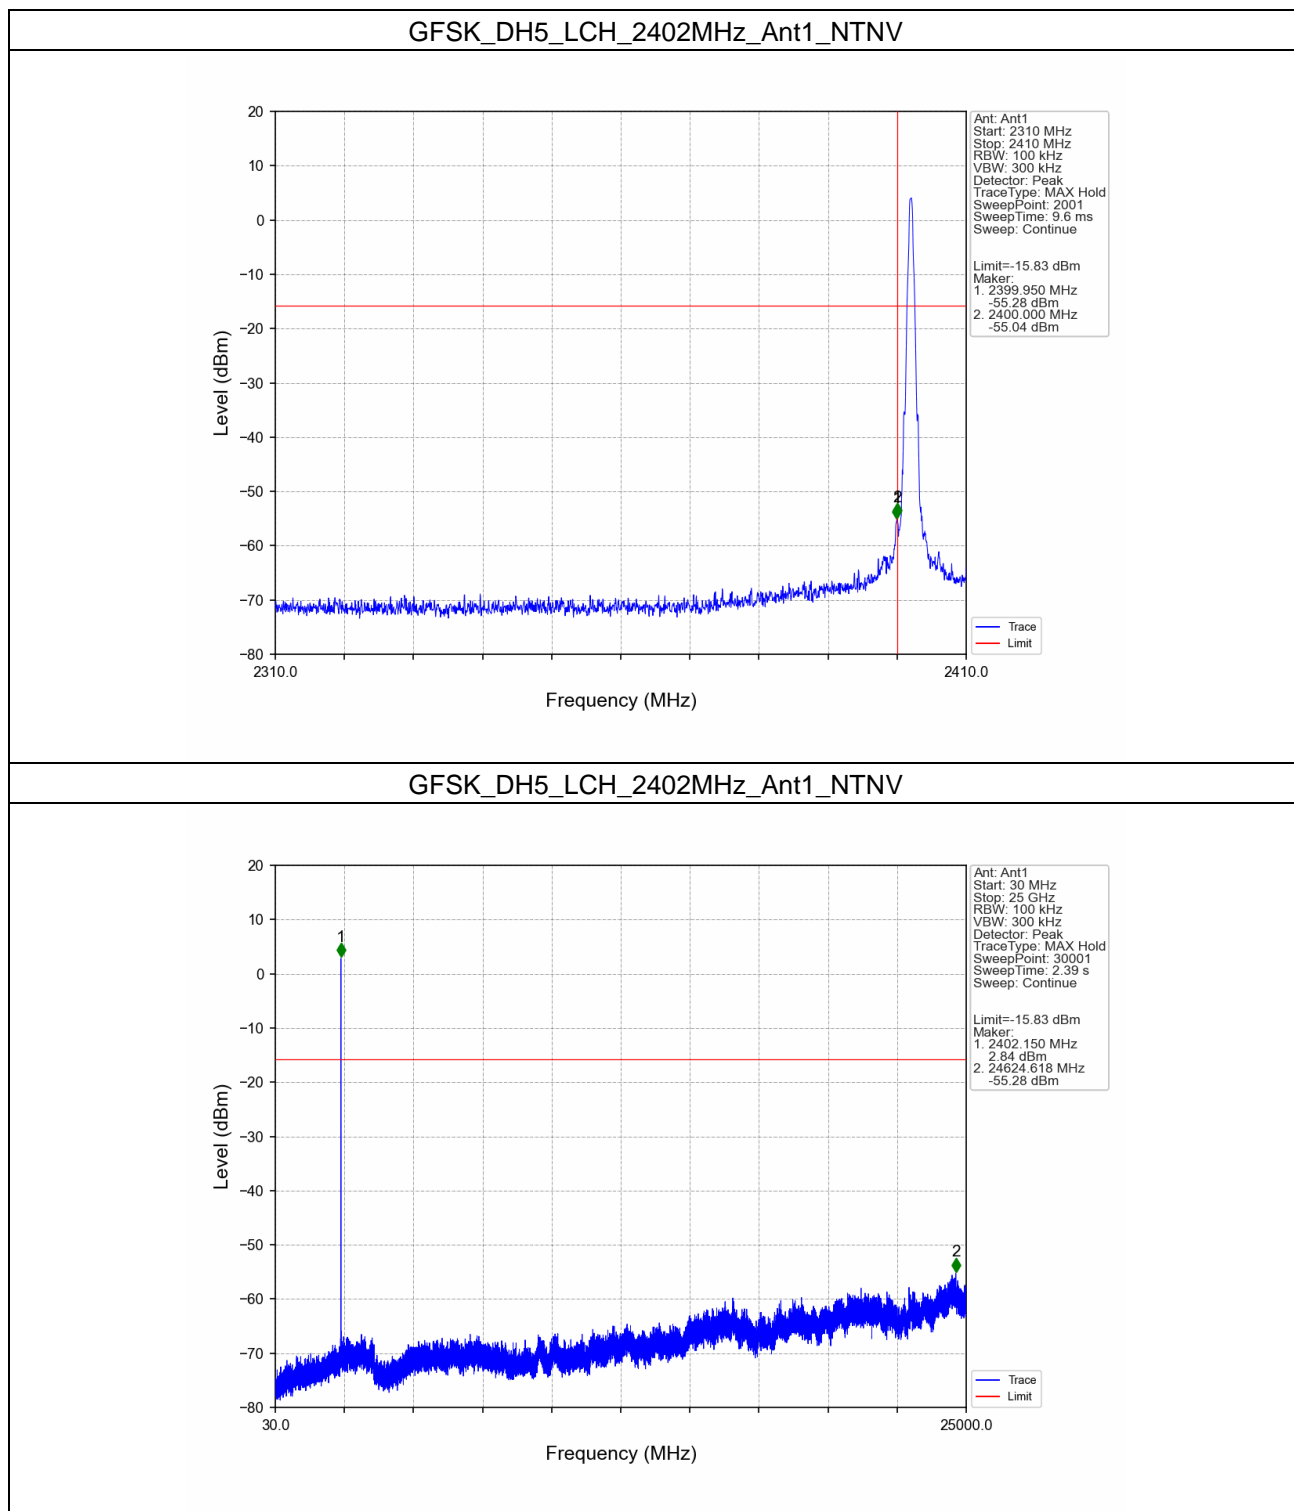 GFSK_DH5_LCH_2402MHz_Ant1_NTNV
20
10
0
−10
−20
−30
−40
−50
−60
−70
−80
Level (dBm)
2
2310.0
2410.0
Frequency (MHz)
Ant: Ant1
Start: 2310 MHz
Stop: 2410 MHz
RBW: 100 kHz
VBW: 300 kHz
Detector: Peak
TraceType: MAX Hold
SweepPoint: 2001
SweepTime: 9.6 ms
Sweep: Continue
Limit=-15.83 dBm
Maker:
1. 2399.950 MHz
-55.28 dBm
2. 2400.000 MHz
-55.04 dBm
Trace
Limit
GFSK_DH5_LCH_2402MHz_Ant1_NTNV
20
10
0
−10
−20
−30
−40
−50
−60
−70
−80
Level (dBm)
1
2
30.0
25000.0
Frequency (MHz)
Ant: Ant1
Start: 30 MHz
Stop: 25 GHz
RBW: 100 kHz
VBW: 300 kHz
Detector: Peak
TraceType: MAX Hold
SweepPoint: 30001
SweepTime: 2.39 s
Sweep: Continue
Limit=-15.83 dBm
Maker:
1. 2402.150 MHz
2.84 dBm
2. 24624.618 MHz
-55.28 dBm
Trace
Limit